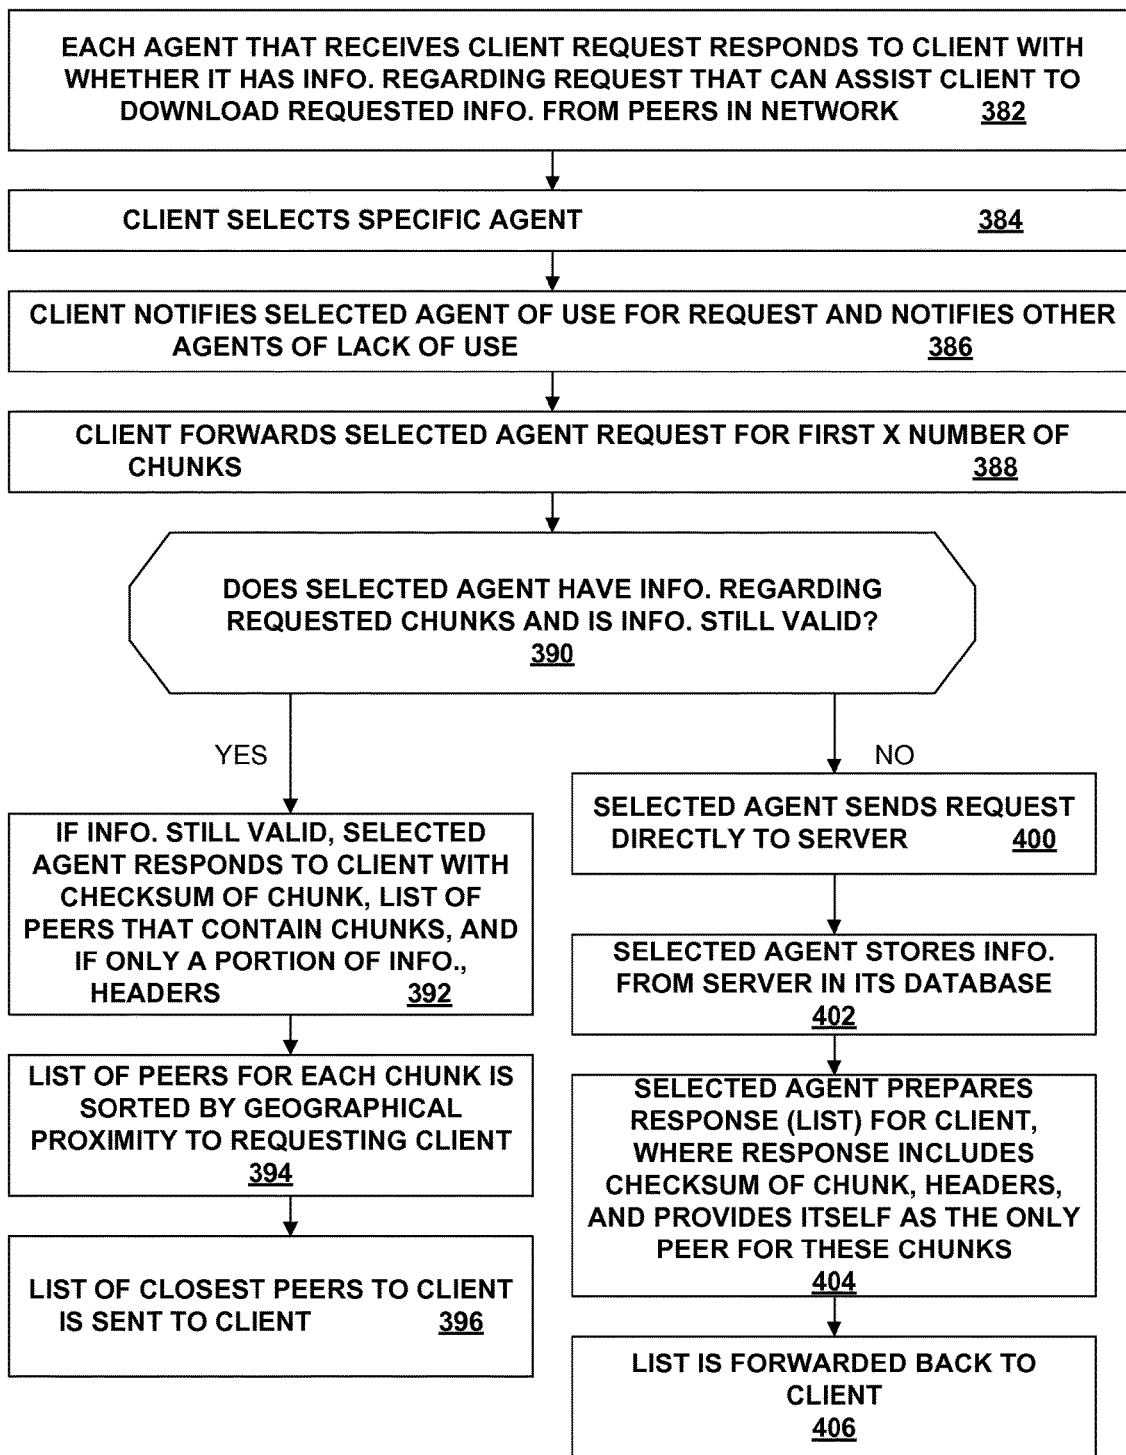 EACH AGENT THAT RECEIVES CLIENT REQUEST RESPONDS TO CLIENT WITH
WHETHER IT HAS INFO. REGARDING REQUEST THAT CAN ASSIST CLIENT TO
DOWNLOAD REQUESTED INFO. FROM PEERS IN NETWORK 382
CLIENT SELECTS SPECIFIC AGENT 384
CLIENT NOTIFIES SELECTED AGENT OF USE FOR REQUEST AND NOTIFIES OTHER
AGENTS OF LACK OF USE 386
CLIENT FORWARDS SELECTED AGENT REQUEST FOR FIRST X NUMBER OF
CHUNKS 388
DOES SELECTED AGENT HAVE INFO. REGARDING
REQUESTED CHUNKS AND IS INFO. STILL VALID?
390
YES
IF INFO. STILL VALID, SELECTED
AGENT RESPONDS TO CLIENT WITH
CHECKSUM OF CHUNK, LIST OF
PEERS THAT CONTAIN CHUNKS, AND
IF ONLY A PORTION OF INFO.,
HEADERS 392
LIST OF PEERS FOR EACH CHUNK IS
SORTED BY GEOGRAPHICAL
PROXIMITY TO REQUESTING CLIENT
394
LIST OF CLOSEST PEERS TO CLIENT
IS SENT TO CLIENT 396
NO
SELECTED AGENT SENDS REQUEST
DIRECTLY TO SERVER 400
SELECTED AGENT STORES INFO.
FROM SERVER IN ITS DATABASE
402
SELECTED AGENT PREPARES
RESPONSE (LIST) FOR CLIENT,
WHERE RESPONSE INCLUDES
CHECKSUM OF CHUNK, HEADERS,
AND PROVIDES ITSELF AS THE ONLY
PEER FOR THESE CHUNKS
404
LIST IS FORWARDED BACK TO
CLIENT
406